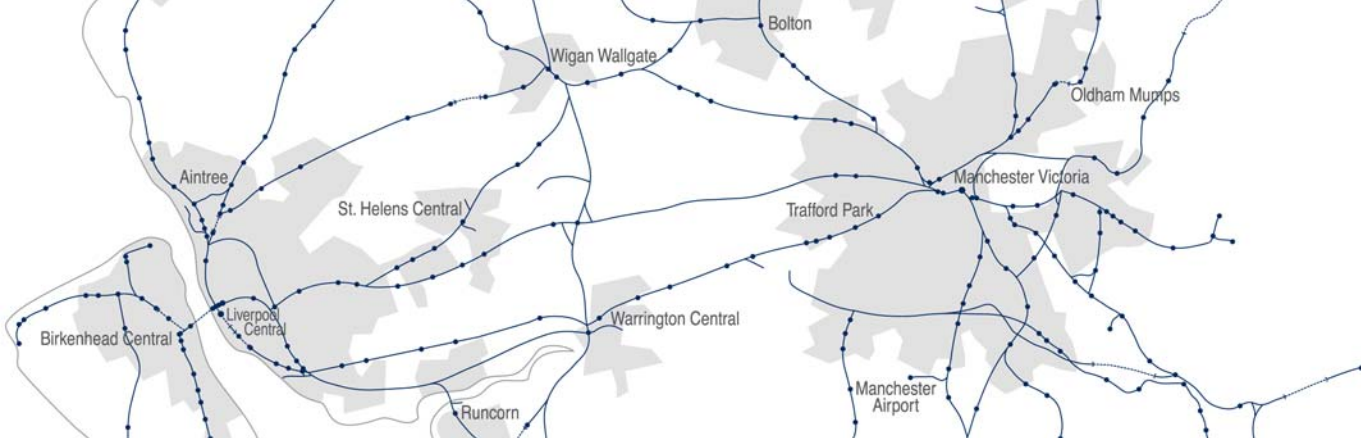 Bolton
Wigan Wallgate
Oldham Mumps
Aintree
Manchester Victoria
St. Helens Central
Trafford Park
Liverpool
Central
Warrington Central
Birkenhead Central
Manchester
Airport
Runcorn